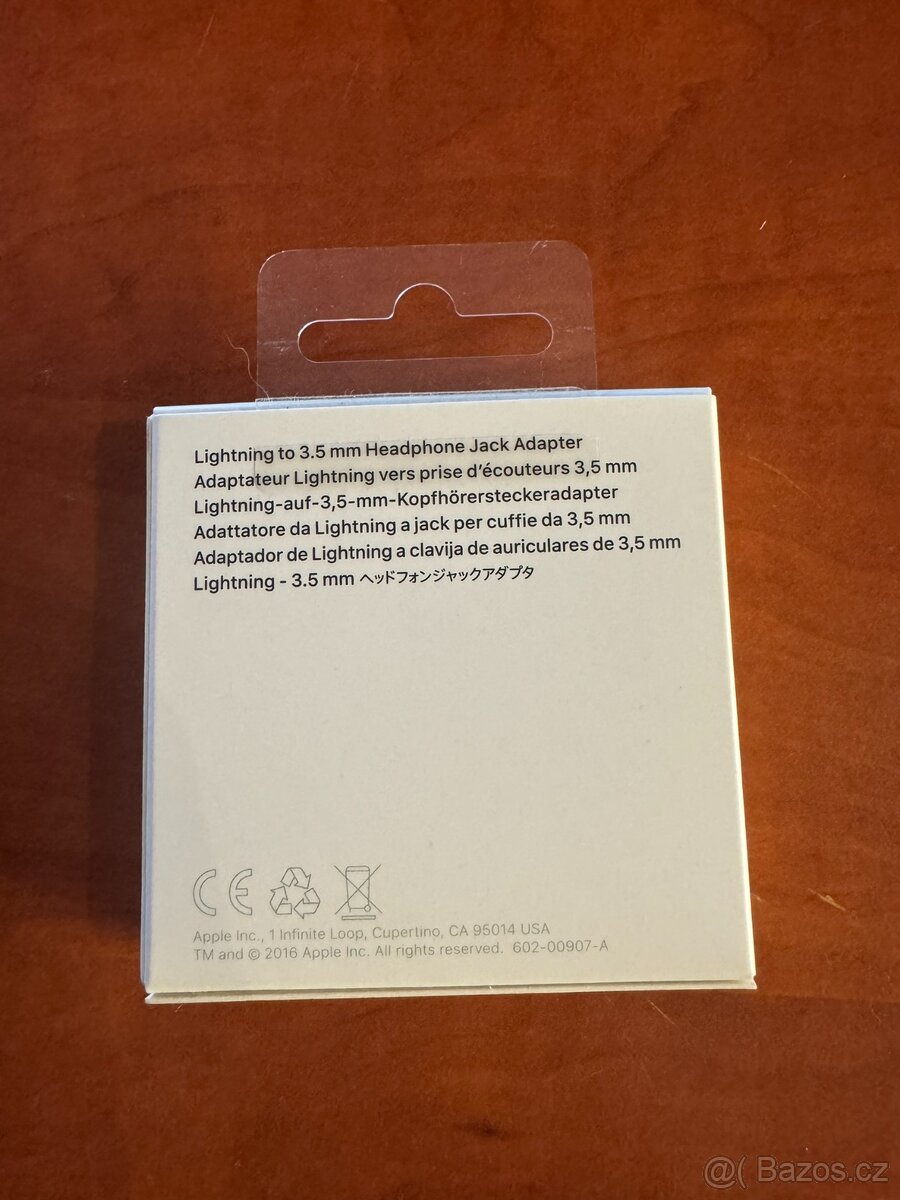 Lightning to 3.5 mm Headphone Jack Adapter
Adaptateur Lightning vers prise d'écouteurs 3,5 mm
Lightning-auf-3,5-mm-Kopfhörersteckeradapter
Adattatore da Lightning a jack per cuffie da 3,5 mm
Adaptador de Lightning a clavija de auriculares de 3,5 mm
Lightning - 3.5 mm ヘッドフォンジャックアダプタ
CE
Apple Inc., 1 Infinite Loop, Cupertino, CA 95014 USA
TM and © 2016 Apple Inc. All rights reserved. 602-00907-A
@( Bazos.cz